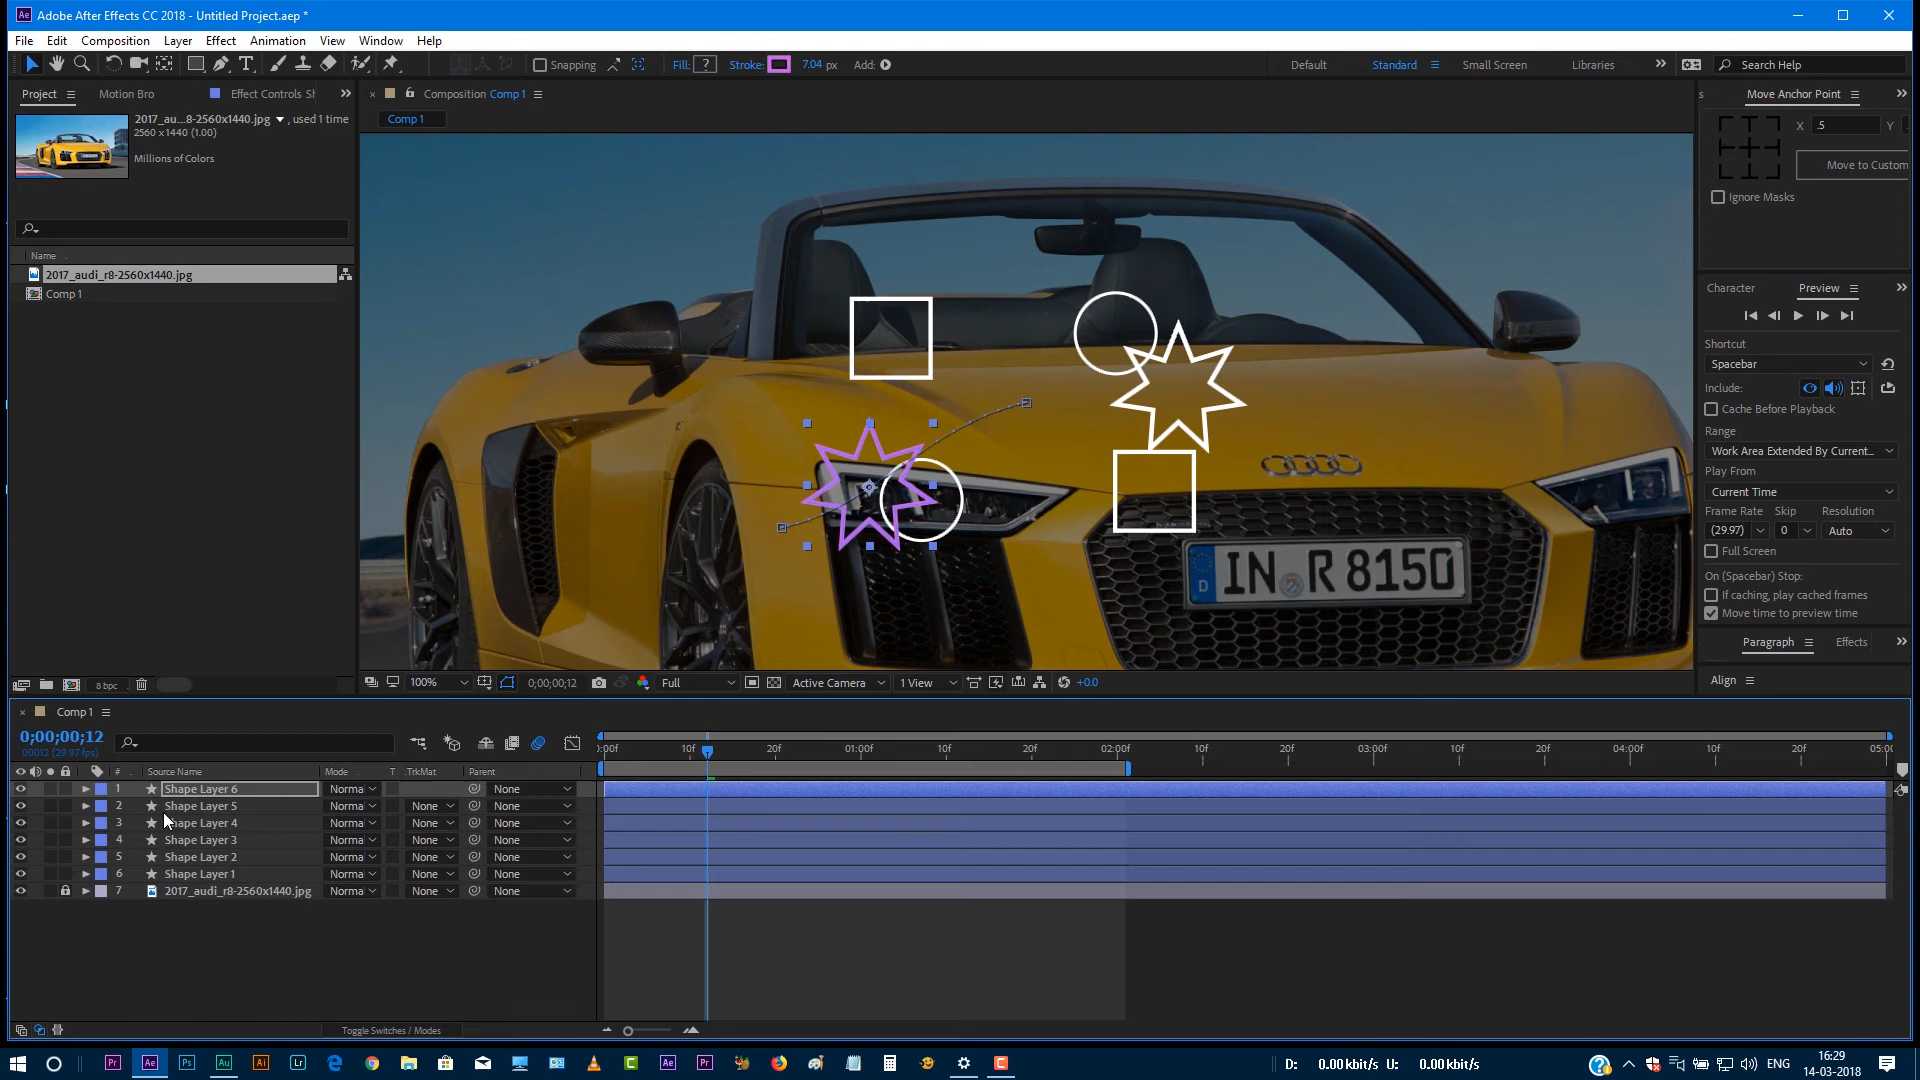 Adobe After Effects CC 2018 - Untitled Project.aep *
File Edit Composition Layer Effect Animation View Window Help
Snapping Fill: ? Stroke: 7.04 px Add: Default Standard Small Screen Libraries Search Help
Project Motion Bro Effect Controls Sh Composition Comp 1 Move Anchor Point
Comp 1
2017_au...8-2560x1440.jpg , used 1 time
2560 x 1440 (1.00)
Millions of Colors
X .5 Y
Move to Custom
Ignore Masks
Name
2017_audi_r8-2560x1440.jpg
Comp 1
Character Preview
Shortcut
Spacebar
Include:
Cache Before Playback
Range
Work Area Extended By Current...
Play From
Current Time
Frame Rate Skip Resolution
(29.97) 0 Auto
Full Screen
On (Spacebar) Stop:
If caching, play cached frames
Move time to preview time
Paragraph Effects
Align
D IN R 8150
8 bpc 100% 0;00;00;12 Full Active Camera 1 View +0.0
Comp 1
0;00;00;12
00012 (29.97 fps)
:00f 10f 20f 01:00f 10f 20f 02:00f 10f 20f 03:00f 10f 20f 04:00f 10f 20f 05:00
# Source Name Mode T .TrkMat Parent
1 Shape Layer 6 Norma None
2 Shape Layer 5 Norma None None
3 Shape Layer 4 Norma None None
4 Shape Layer 3 Norma None None
5 Shape Layer 2 Norma None None
6 Shape Layer 1 Norma None None
7 2017_audi_r8-2560x1440.jpg Norma None None
Toggle Switches / Modes
D: 0.00 kbit/s U: 0.00 kbit/s ENG
16:29
14-03-2018